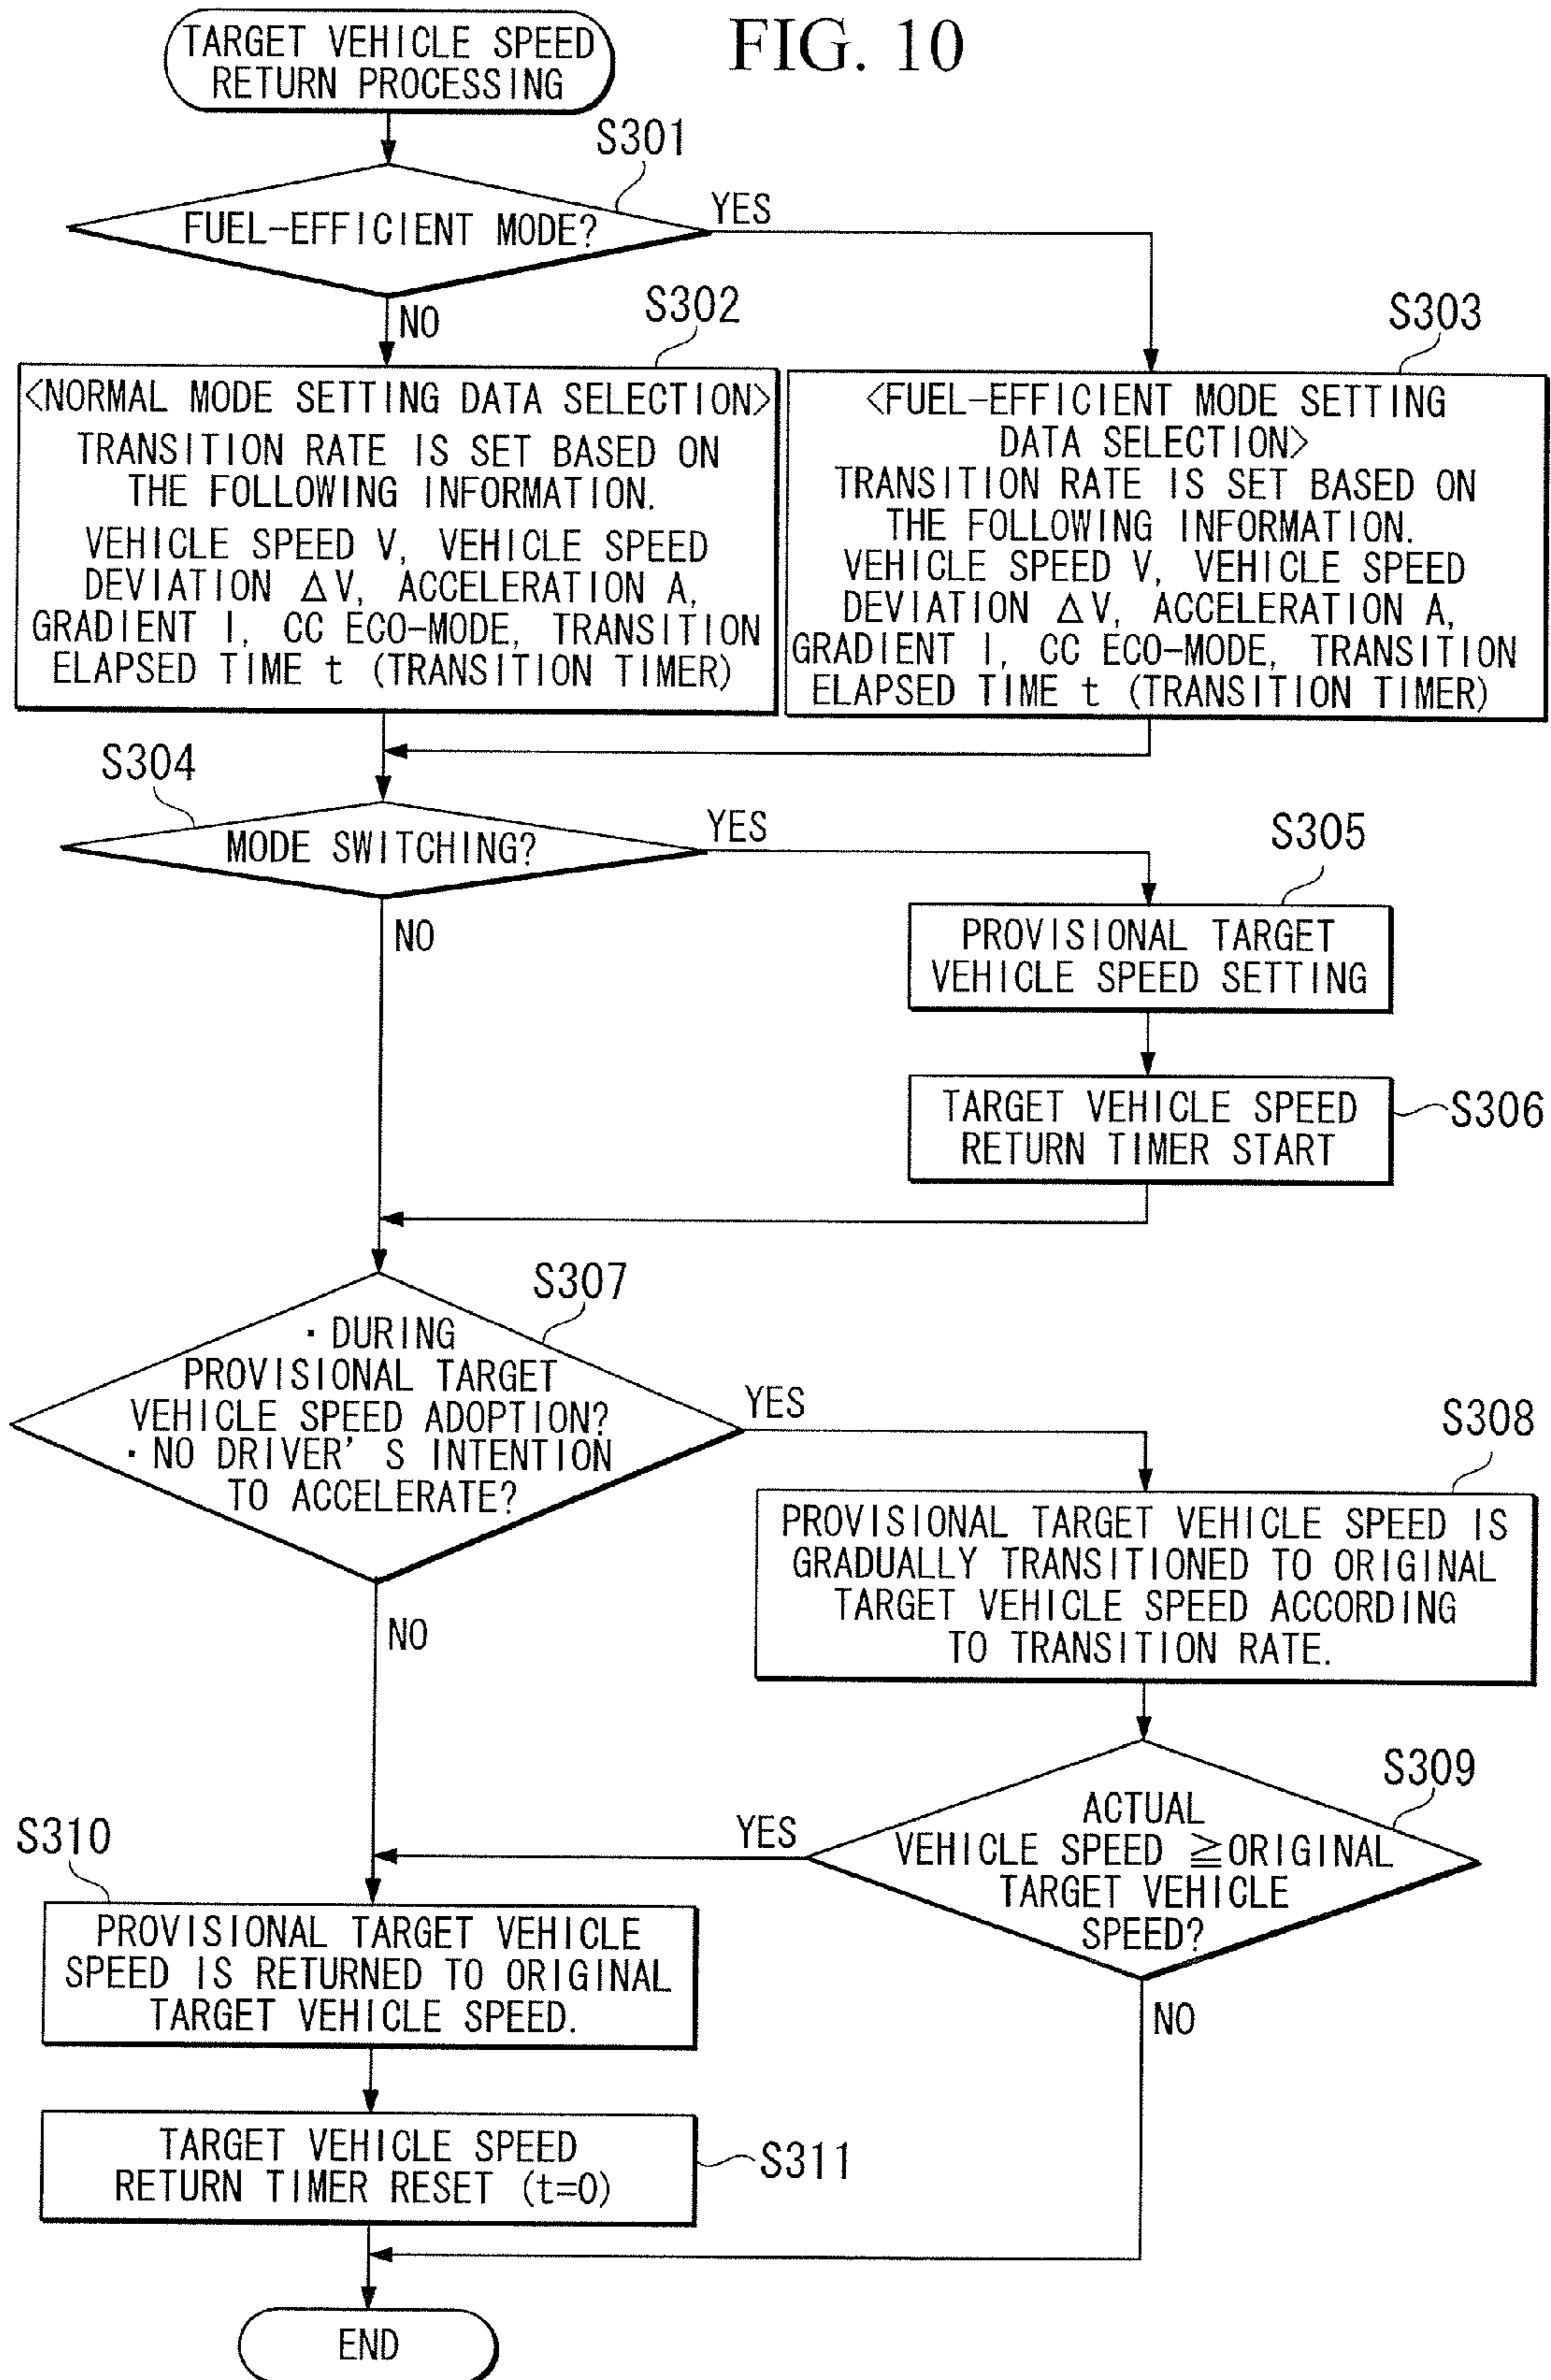 FIG. 10
TARGET VEHICLE SPEED
RETURN PROCESSING
S301
FUEL-EFFICIENT MODE?
YES
NO
S302
<NORMAL MODE SETTING DATA SELECTION>
TRANSITION RATE IS SET BASED ON
THE FOLLOWING INFORMATION.
VEHICLE SPEED V, VEHICLE SPEED
DEVIATION △V, ACCELERATION A,
GRADIENT I, CC ECO-MODE, TRANSITION
ELAPSED TIME t (TRANSITION TIMER)
S303
<FUEL-EFFICIENT MODE SETTING
DATA SELECTION>
TRANSITION RATE IS SET BASED ON
THE FOLLOWING INFORMATION.
VEHICLE SPEED V, VEHICLE SPEED
DEVIATION △V, ACCELERATION A,
GRADIENT I, CC ECO-MODE, TRANSITION
ELAPSED TIME t (TRANSITION TIMER)
S304
MODE SWITCHING?
YES
NO
S305
PROVISIONAL TARGET
VEHICLE SPEED SETTING
TARGET VEHICLE SPEED
RETURN TIMER START
S306
S307
・DURING
PROVISIONAL TARGET
VEHICLE SPEED ADOPTION?
・NO DRIVER'S INTENTION
TO ACCELERATE?
YES
NO
S308
PROVISIONAL TARGET VEHICLE SPEED IS
GRADUALLY TRANSITIONED TO ORIGINAL
TARGET VEHICLE SPEED ACCORDING
TO TRANSITION RATE.
S309
ACTUAL
VEHICLE SPEED ≧ORIGINAL
TARGET VEHICLE
SPEED?
YES
NO
S310
PROVISIONAL TARGET VEHICLE
SPEED IS RETURNED TO ORIGINAL
TARGET VEHICLE SPEED.
TARGET VEHICLE SPEED
RETURN TIMER RESET (t=0)
S311
END